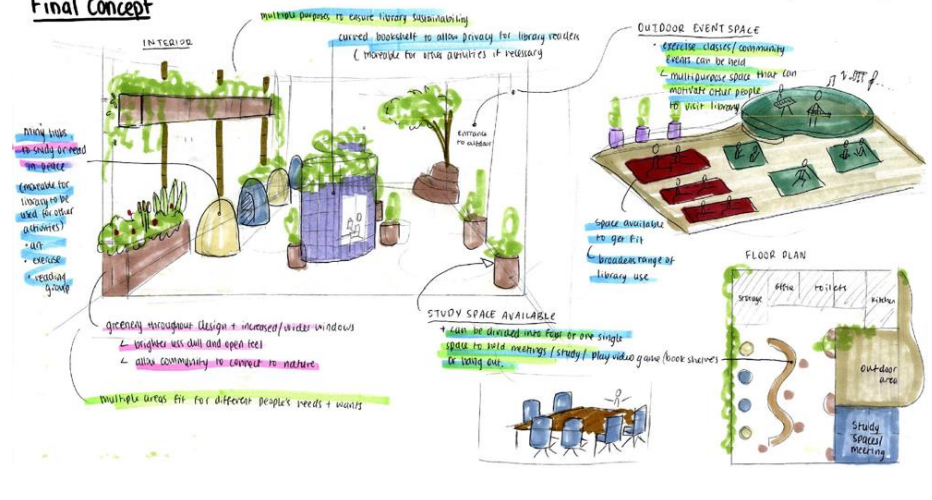 Final Concept
INTERIOR
multiple purposes to ensure library sustainability
curved bookshelf to allow privacy for library readers
( moveable for other activities if necessary
mini hubs
to study or read
in peace
(moveable for
library to be
used for other
activities)
• art
• exercise
• reading
group
entrance
to outdoor
greenery throughout design + increased/wider windows
brighter less dull and open feel
allow community to connect to nature
multiple areas fit for different people's needs + wants
OUTDOOR EVENT SPACE
• exercise classes/community
events can be held
multipurpose space that can
motivate other people
to visit library
space available
to get fit
broadens range of
library use
STUDY SPACE AVAILABLE
+ can be divided into four or one single
space to hold meetings / study / play video game /book shelves
or hang out.
FLOOR PLAN
storage
office
toilets
kitchen
outdoor
area
study
spaces/
meeting